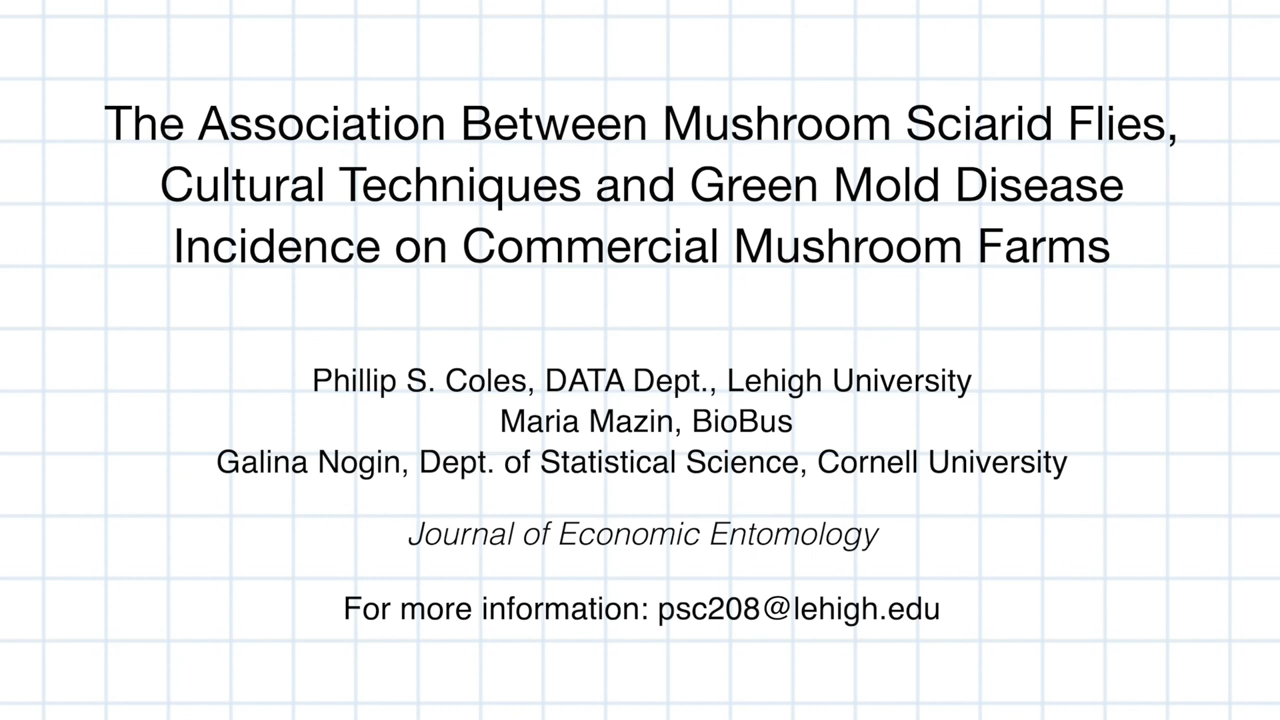 The Association Between Mushroom Sciarid Flies,
Cultural Techniques and Green Mold Disease
Incidence on Commercial Mushroom Farms
Phillip S. Coles, DATA Dept., Lehigh University
Maria Mazin, BioBus
Galina Nogin, Dept. of Statistical Science, Cornell University
Journal of Economic Entomology
For more information: psc208@lehigh.edu